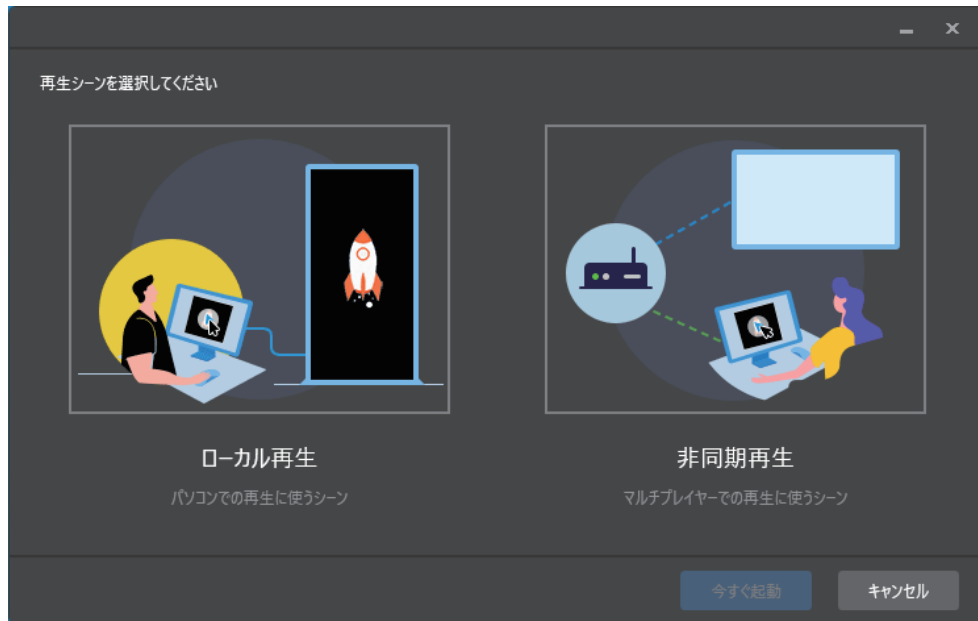 再生シーンを選択してください
ローカル再生
パソコンでの再生に使うシーン
非同期再生
マルチプレイヤーでの再生に使うシーン
今すぐ起動
キャンセル